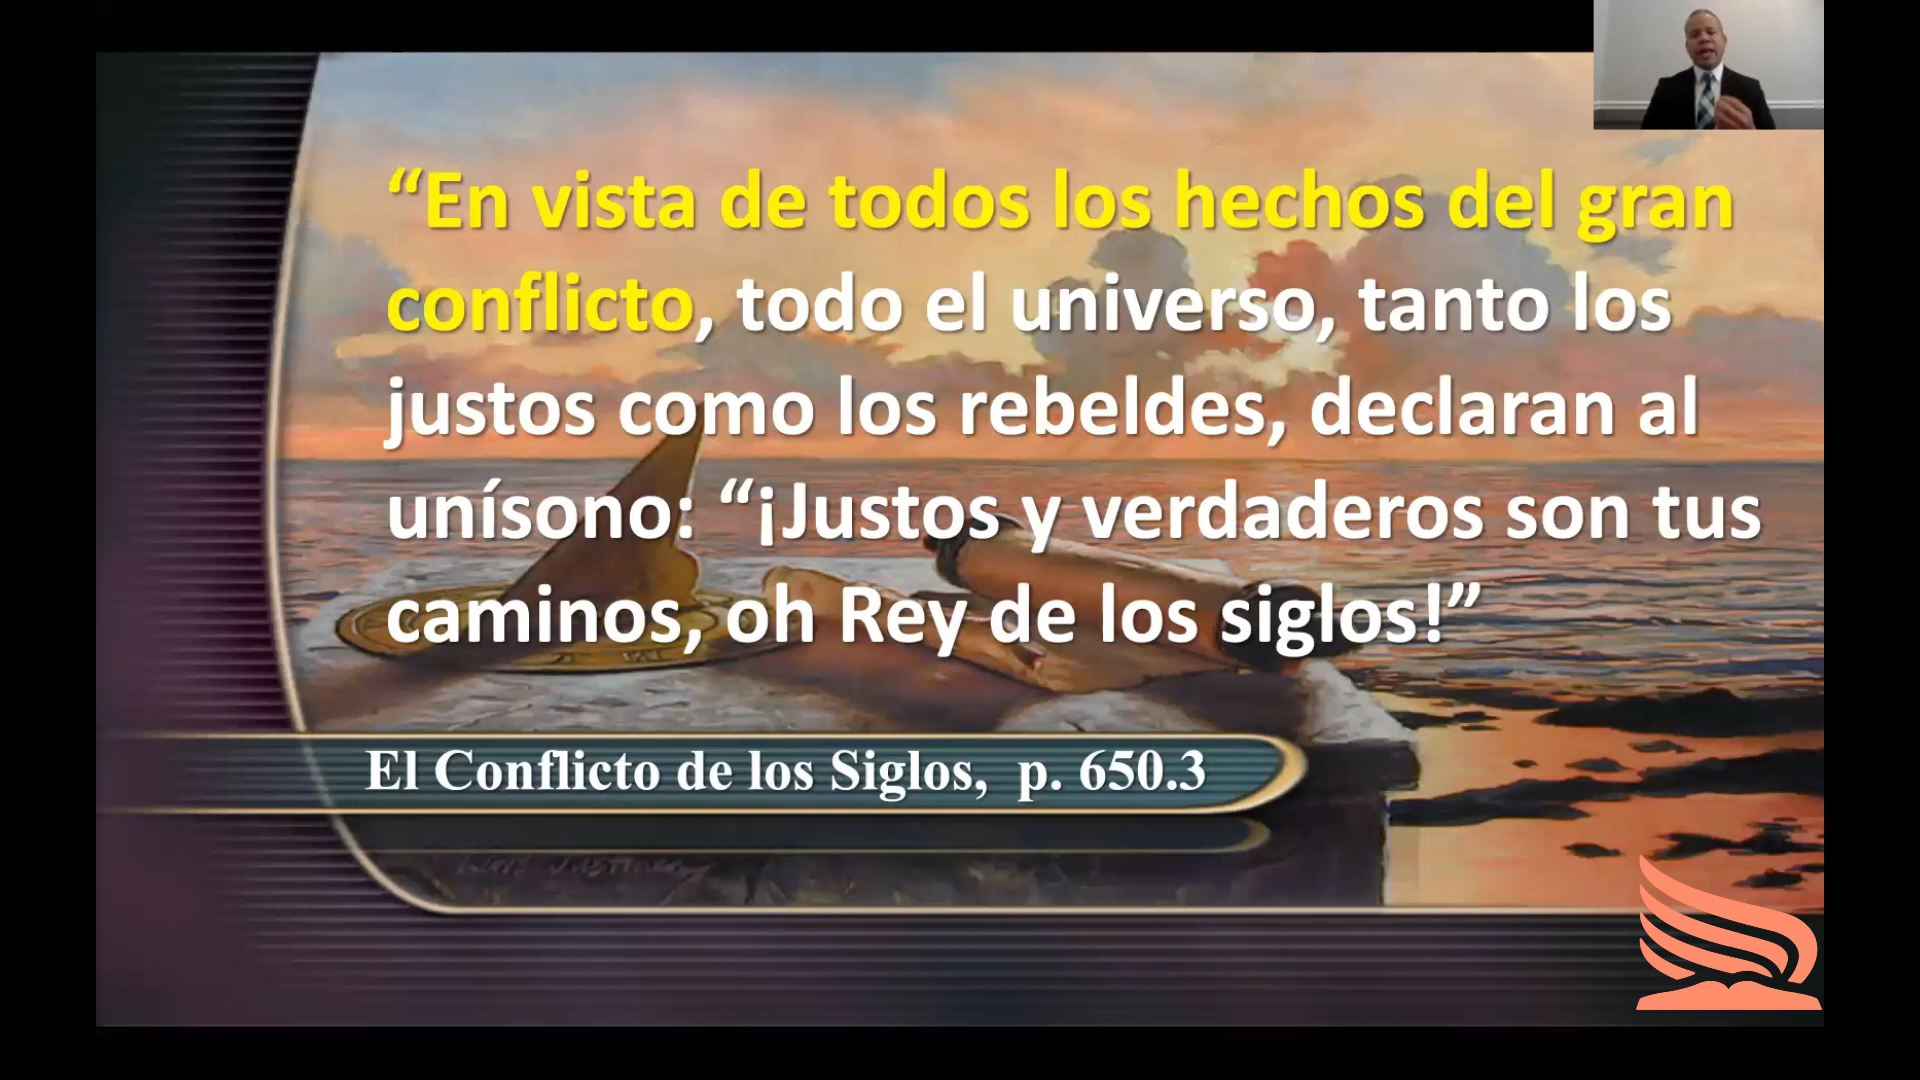 “En vista de todos los hechos del gran
conflicto, todo el universo, tanto los
justos como los rebeldes, declaran al
unísono: “¡Justos y verdaderos son tus
caminos, oh Rey de los siglos!”
El Conflicto de los Siglos, p. 650.3